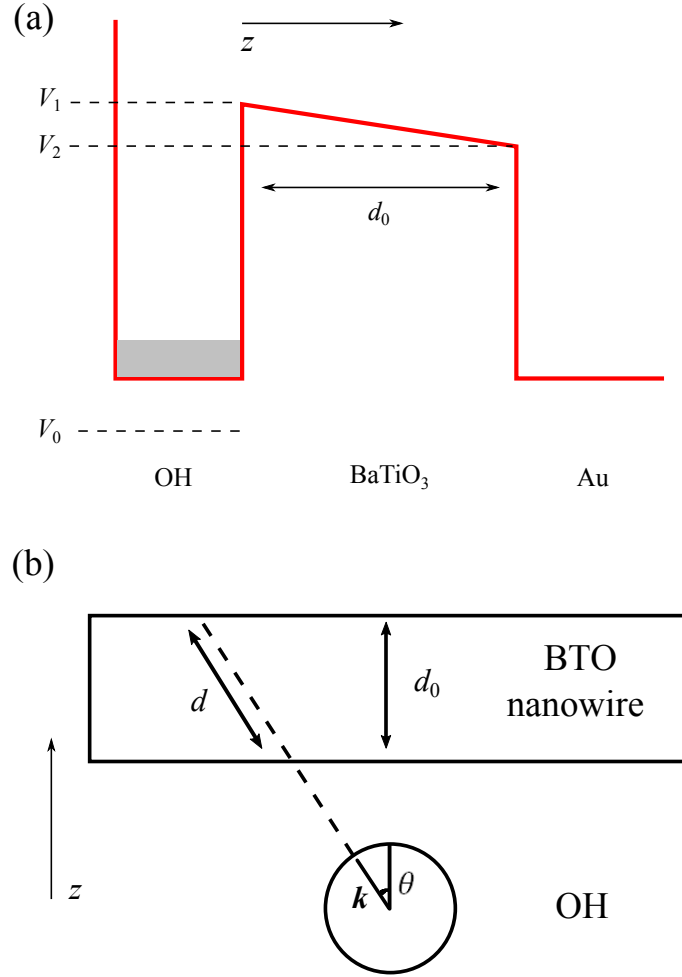 (a)
z
V₁
V₂
d₀
V₀
OH BaTiO₃ Au
(b)
BTO
nanowire
d d₀
z
k θ OH